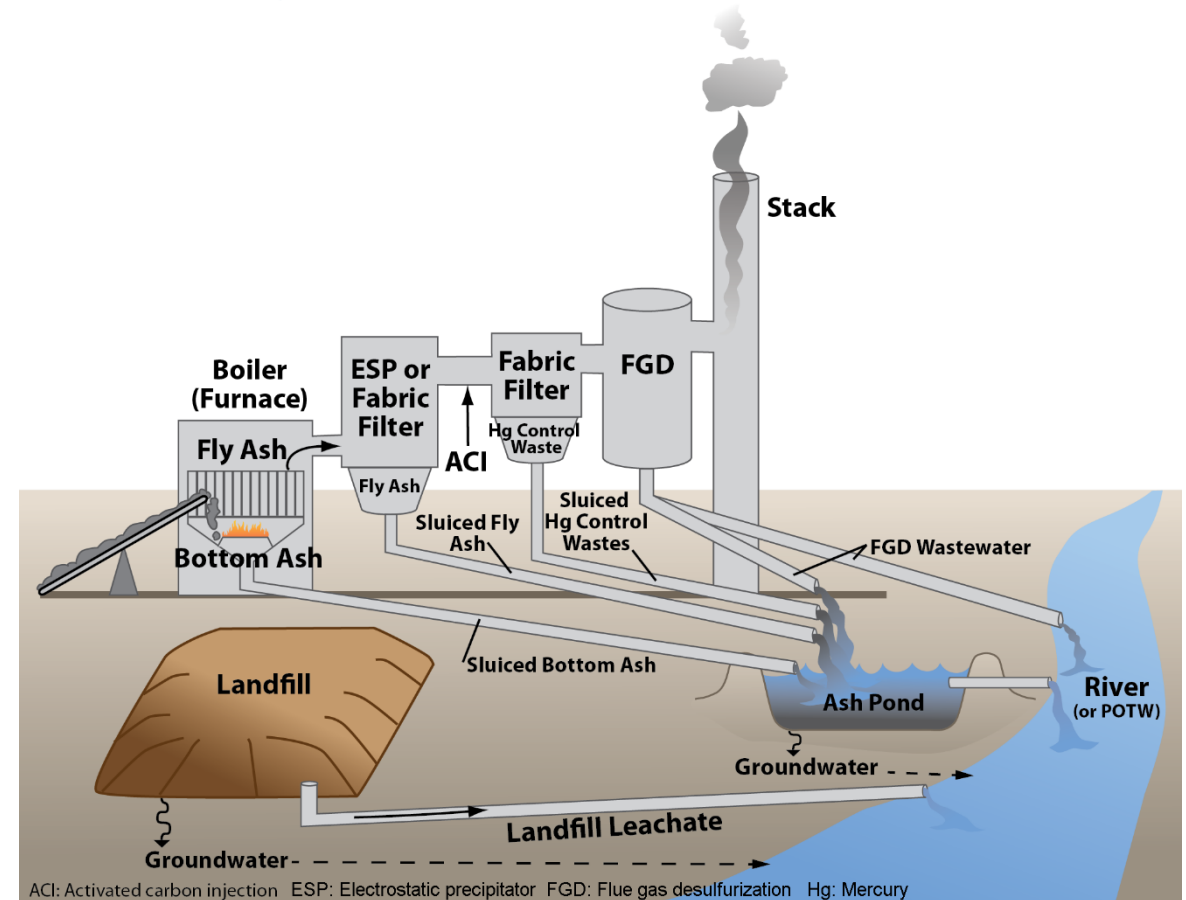 Stack
Boiler
(Furnace)
Fly Ash
Bottom Ash
ESP or
Fabric
Filter
Fly Ash
ACI
Fabric
Filter
Hg Control
Waste
FGD
Sluiced Fly
Ash
Sluiced
Hg Control
Wastes
FGD Wastewater
Sluiced Bottom Ash
Landfill
Ash Pond
River
(or POTW)
Groundwater
Landfill Leachate
Groundwater
ACI: Activated carbon injection ESP: Electrostatic precipitator FGD: Flue gas desulfurization Hg: Mercury